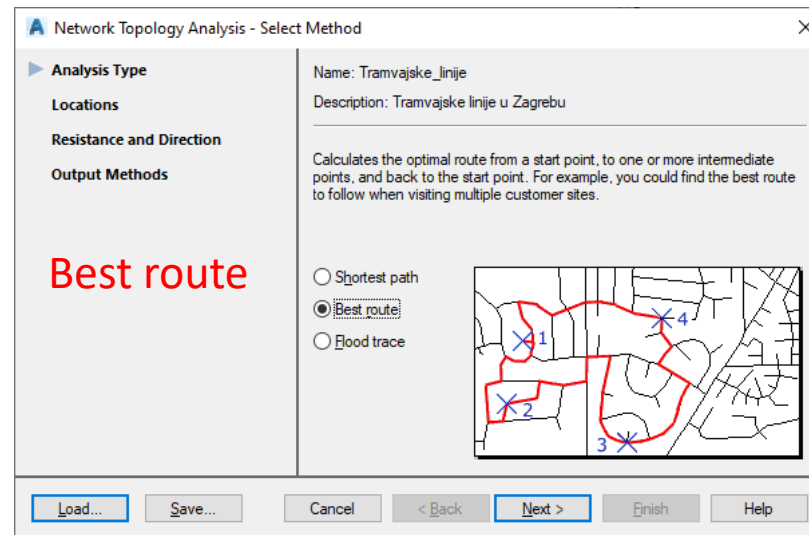 Network Topology Analysis - Select Method
Analysis Type
Locations
Resistance and Direction
Output Methods
Best route
Name: Tramvajske_linije
Description: Tramvajske linije u Zagrebu
Calculates the optimal route from a start point, to one or more intermediate
points, and back to the start point. For example, you could find the best route
to follow when visiting multiple customer sites.
Shortest path
Best route
Flood trace
1
4
2
3
Load...
Save...
Cancel
< Back
Next >
Finish
Help